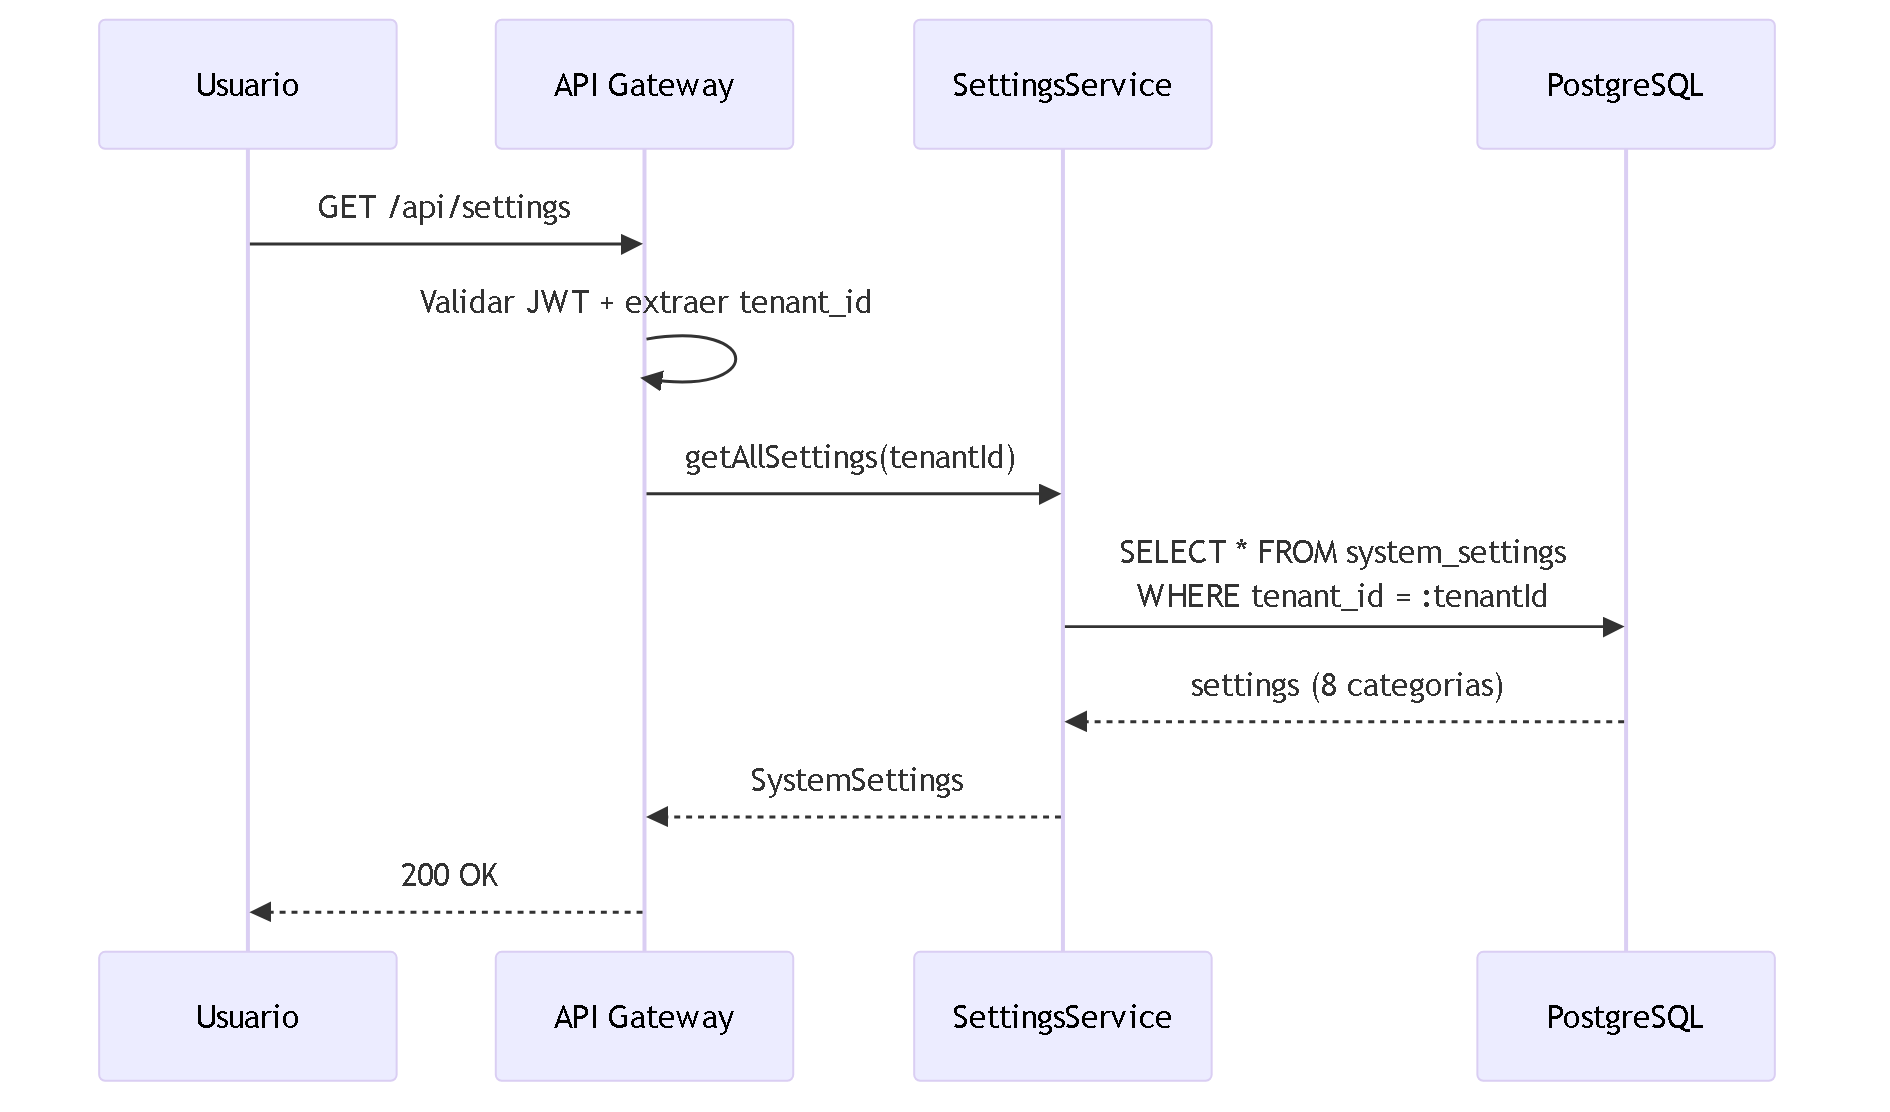 Usuario
API Gateway
SettingsService
PostgreSQL
GET /api/settings
Validar JWT + extraer tenant_id
getAllSettings(tenantId)
SELECT * FROM system_settings
WHERE tenant_id = :tenantId
settings (8 categorias)
SystemSettings
200 OK
Usuario
API Gateway
SettingsService
PostgreSQL